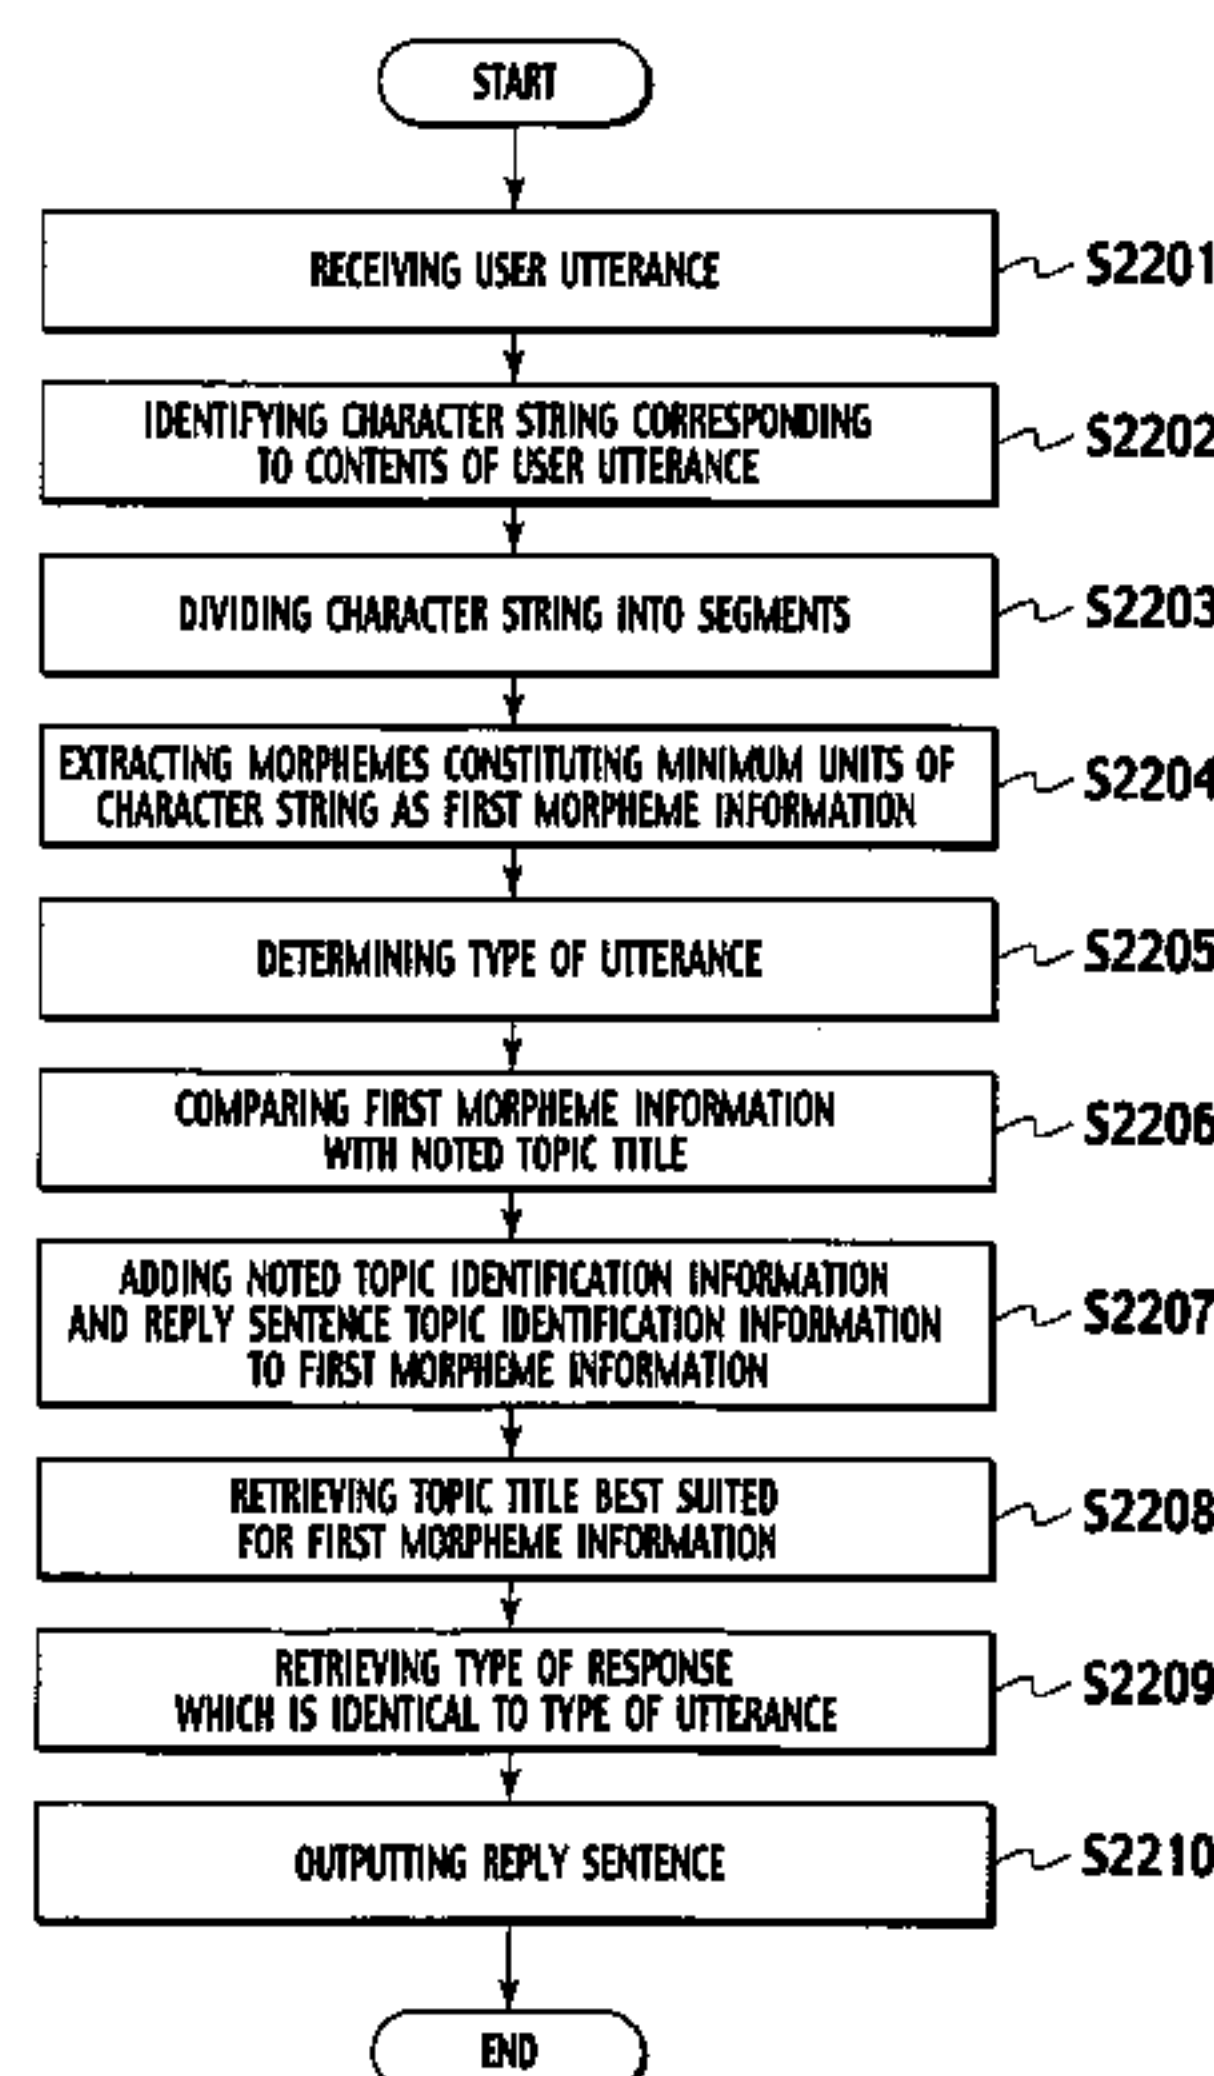 START
RECEIVING USER UTTERANCE
S2201
IDENTIFYING CHARACTER STRING CORRESPONDING
TO CONTENTS OF USER UTTERANCE
S2202
DIVIDING CHARACTER STRING INTO SEGMENTS
S2203
EXTRACTING MORPHEMES CONSTITUTING MINIMUM UNITS OF
CHARACTER STRING AS FIRST MORPHEME INFORMATION
S2204
DETERMINING TYPE OF UTTERANCE
S2205
COMPARING FIRST MORPHEME INFORMATION
WITH NOTED TOPIC TITLE
S2206
ADDING NOTED TOPIC IDENTIFICATION INFORMATION
AND REPLY SENTENCE TOPIC IDENTIFICATION INFORMATION
TO FIRST MORPHEME INFORMATION
S2207
RETRIEVING TOPIC TITLE BEST SUITED
FOR FIRST MORPHEME INFORMATION
S2208
RETRIEVING TYPE OF RESPONSE
WHICH IS IDENTICAL TO TYPE OF UTTERANCE
S2209
OUTPUTTING REPLY SENTENCE
S2210
END